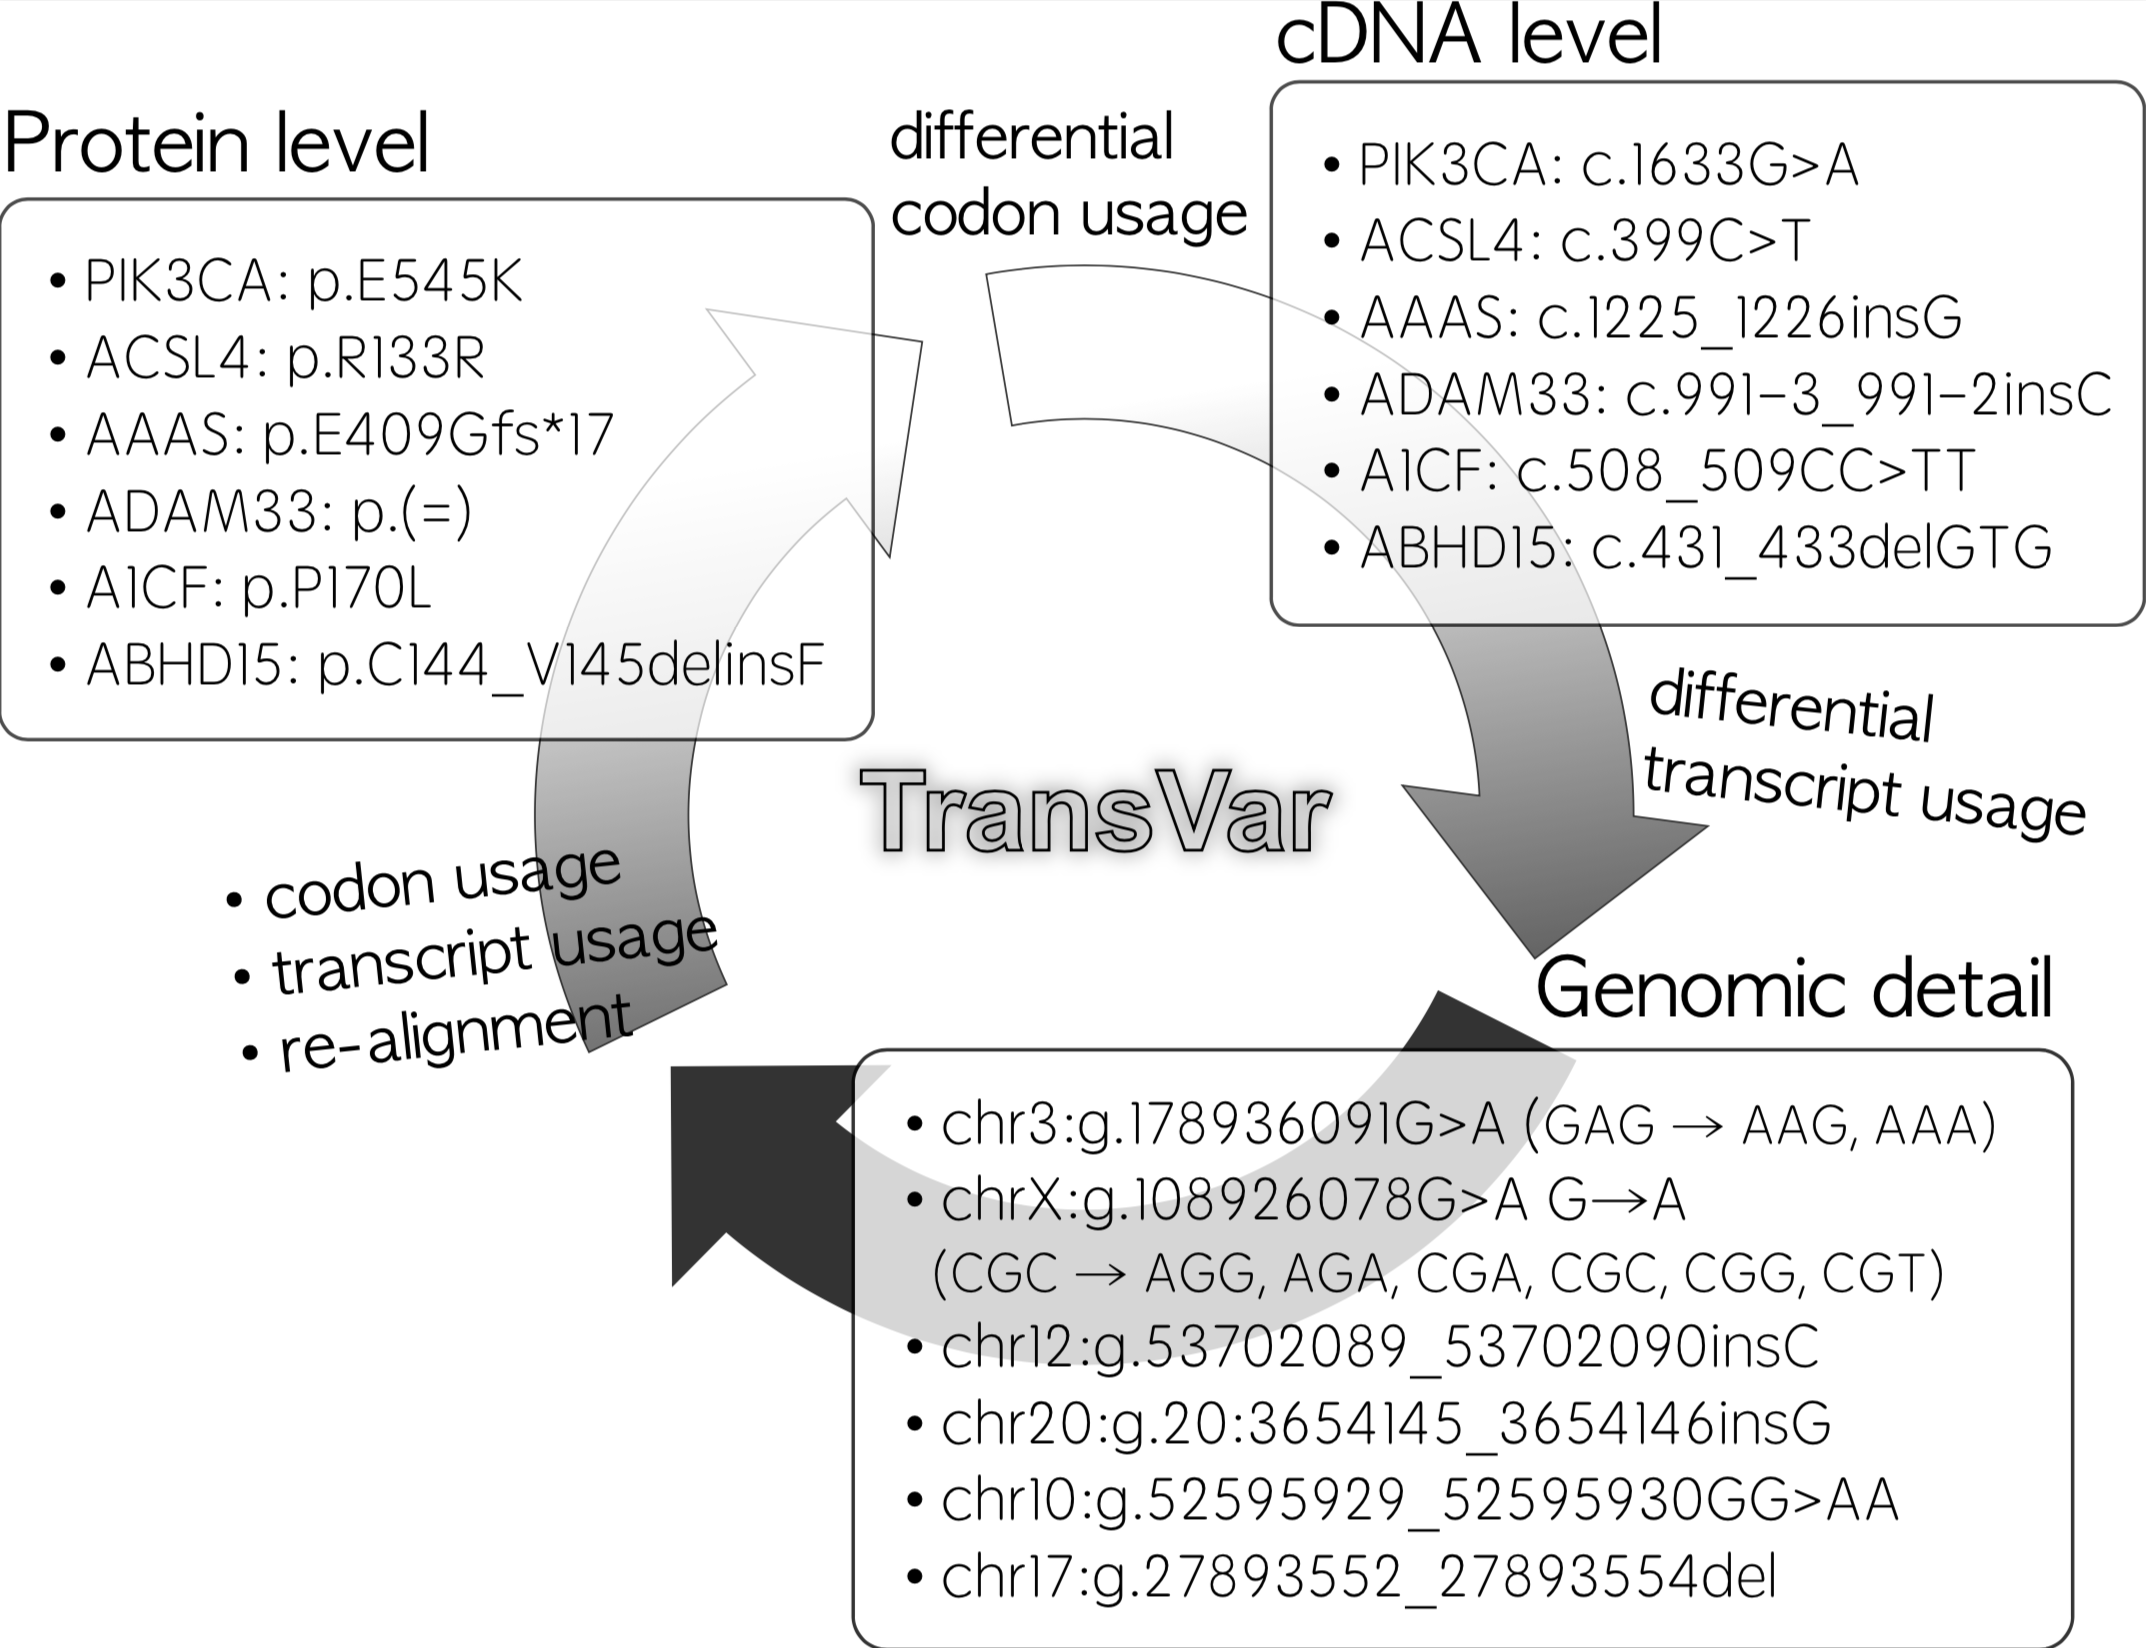 cDNA level
Protein level
differential
codon usage
• PIK3CA: c.1633G>A
• ACSL4: c.399C>T
• AAAS: c.1225_1226insG
• ADAM33: c.991-3_991-2insC
• A1CF: c.508_509CC>TT
• ABHD15: c.431_433delGTG
• PIK3CA: p.E545K
• ACSL4: p.R133R
• AAAS: p.E409Gfs*17
• ADAM33: p.(=)
• A1CF: p.P170L
• ABHD15: p.C144_V145delinsF
differential
transcript usage
TransVar
• codon usage
• transcript usage
• re-alignment
Genomic detail
• chr3:g.178936091G>A (GAG → AAG, AAA)
• chrX:g.108926078G>A G→A
(CGC → AGG, AGA, CGA, CGC, CGG, CGT)
• chr12:g.53702089_53702090insC
• chr20:g.20:3654145_3654146insG
• chr10:g.52595929_52595930GG>AA
• chr17:g.27893552_27893554del